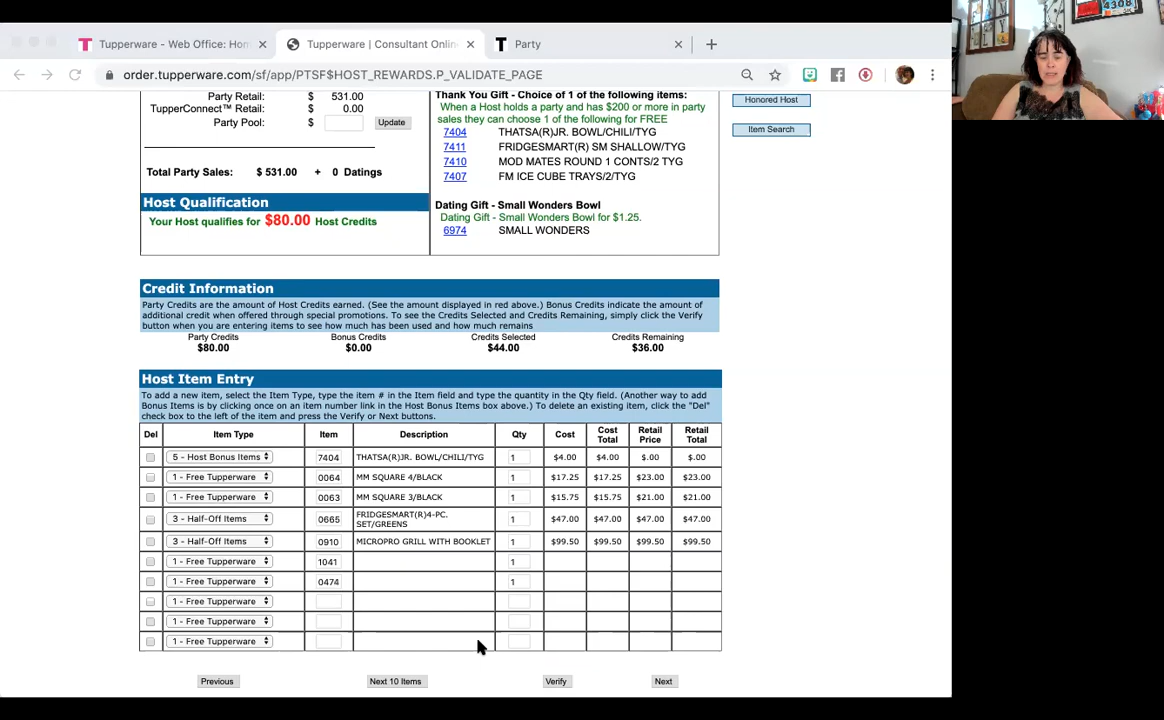 4308
Tupperware - Web Office: Hom
Tupperware | Consultant Online
Party
order.tupperware.com/sf/app/PTSF$HOST_REWARDS.P_VALIDATE_PAGE
Party Retail: $ 531.00
TupperConnect™ Retail: $ 0.00
Party Pool: $ Update
Total Party Sales: $ 531.00 + 0 Datings
Host Qualification
Your Host qualifies for $80.00 Host Credits
Thank You Gift - Choice of 1 of the following items:
When a Host holds a party and has $200 or more in party
sales they can choose 1 of the following for FREE
7404 THATSA(R)JR. BOWL/CHILI/TYG
7411 FRIDGESMART(R) SM SHALLOW/TYG
7410 MOD MATES ROUND 1 CONTS/2 TYG
7407 FM ICE CUBE TRAYS/2/TYG
Dating Gift - Small Wonders Bowl
Dating Gift - Small Wonders Bowl for $1.25.
6974 SMALL WONDERS
Honored Host
Item Search
Credit Information
Party Credits are the amount of Host Credits earned. (See the amount displayed in red above.) Bonus Credits indicate the amount of
additional credit when offered through special promotions. To see the Credits Selected and Credits Remaining, simply click the Verify
button when you are entering items to see how much has been used and how much remains
Party Credits Bonus Credits Credits Selected Credits Remaining
$80.00 $0.00 $44.00 $36.00
Host Item Entry
To add a new item, select the Item Type, type the item # in the Item field and type the quantity in the Qty field. (Another way to add
Bonus Items is by clicking once on an item number link in the Host Bonus Items box above.) To delete an existing item, click the "Del"
check box to the left of the item and press the Verify or Next buttons.
Del Item Type Item Description Qty Cost Cost Total Retail Price Retail Total
5 - Host Bonus Items 7404 THATSA(R)JR. BOWL/CHILI/TYG 1 $4.00 $4.00 $.00 $.00
1 - Free Tupperware 0064 MM SQUARE 4/BLACK 1 $17.25 $17.25 $23.00 $23.00
1 - Free Tupperware 0063 MM SQUARE 3/BLACK 1 $15.75 $15.75 $21.00 $21.00
3 - Half-Off Items 0665 FRIDGESMART(R)4-PC. SET/GREENS 1 $47.00 $47.00 $47.00 $47.00
3 - Half-Off Items 0910 MICROPRO GRILL WITH BOOKLET 1 $99.50 $99.50 $99.50 $99.50
1 - Free Tupperware 1041 1
1 - Free Tupperware 0474 1
1 - Free Tupperware
1 - Free Tupperware
1 - Free Tupperware
Previous Next 10 Items Verify Next